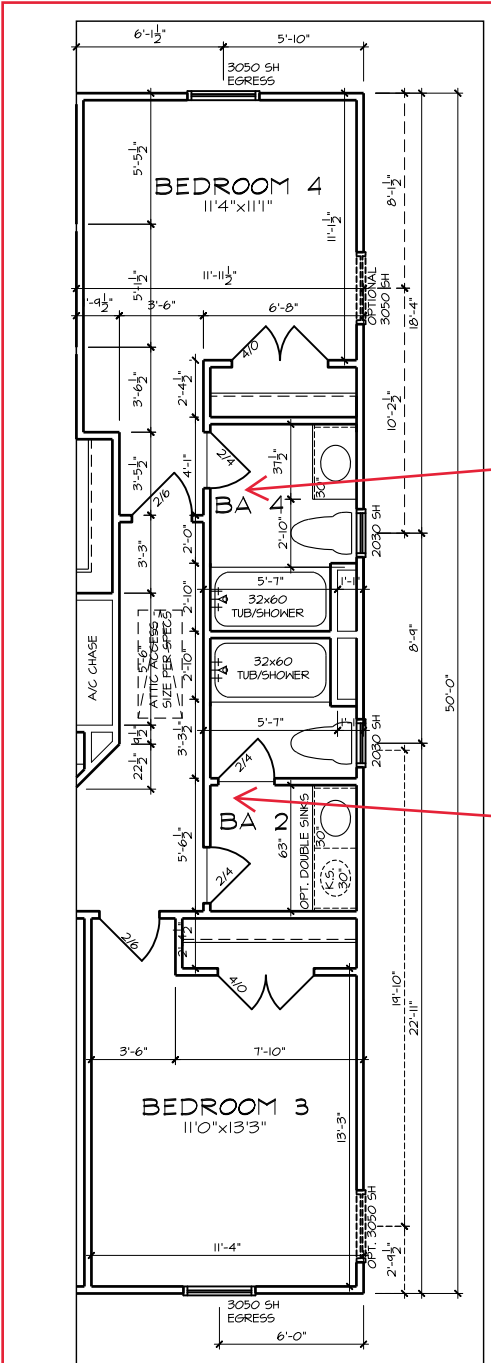 6'-1½"
5'-10"
3050 SH
EGRESS
5'-5½"
8'-1½"
BEDROOM 4
11'4"x11'1"
11'-1½"
5'-1½"
11'-11½"
OPTIONAL
3050 SH
18'-4"
'-9½"
3'-6"
6'-8"
4/0
3'-6½"
2'-4½"
10'-2½"
3'-5½"
4'-1"
2/4
37½"
30"
2/6
BA 4
2'-0"
2'-10"
2030 SH
3'-3"
5'-7"
1'-1"
2'-10"
32x60
TUB/SHOWER
8'-9"
50'-0"
A/C CHASE
5'-6"
ATTIC ACCESS
SIZE PER SPECS
2'-10"
32x60
TUB/SHOWER
9½"
3'-3½"
5'-7"
1'-1"
2030 SH
22½"
2/4
BA 2
5'-6½"
63"
OPT. DOUBLE SINKS
30"
K.S.
30"
2/4
2/6
2'-4½"
4/0
19'-10"
22'-11"
3'-6"
7'-10"
BEDROOM 3
11'0"x13'3"
13'-3"
11'-4"
OPT. 3050 SH
2'-9½"
3050 SH
EGRESS
6'-0"